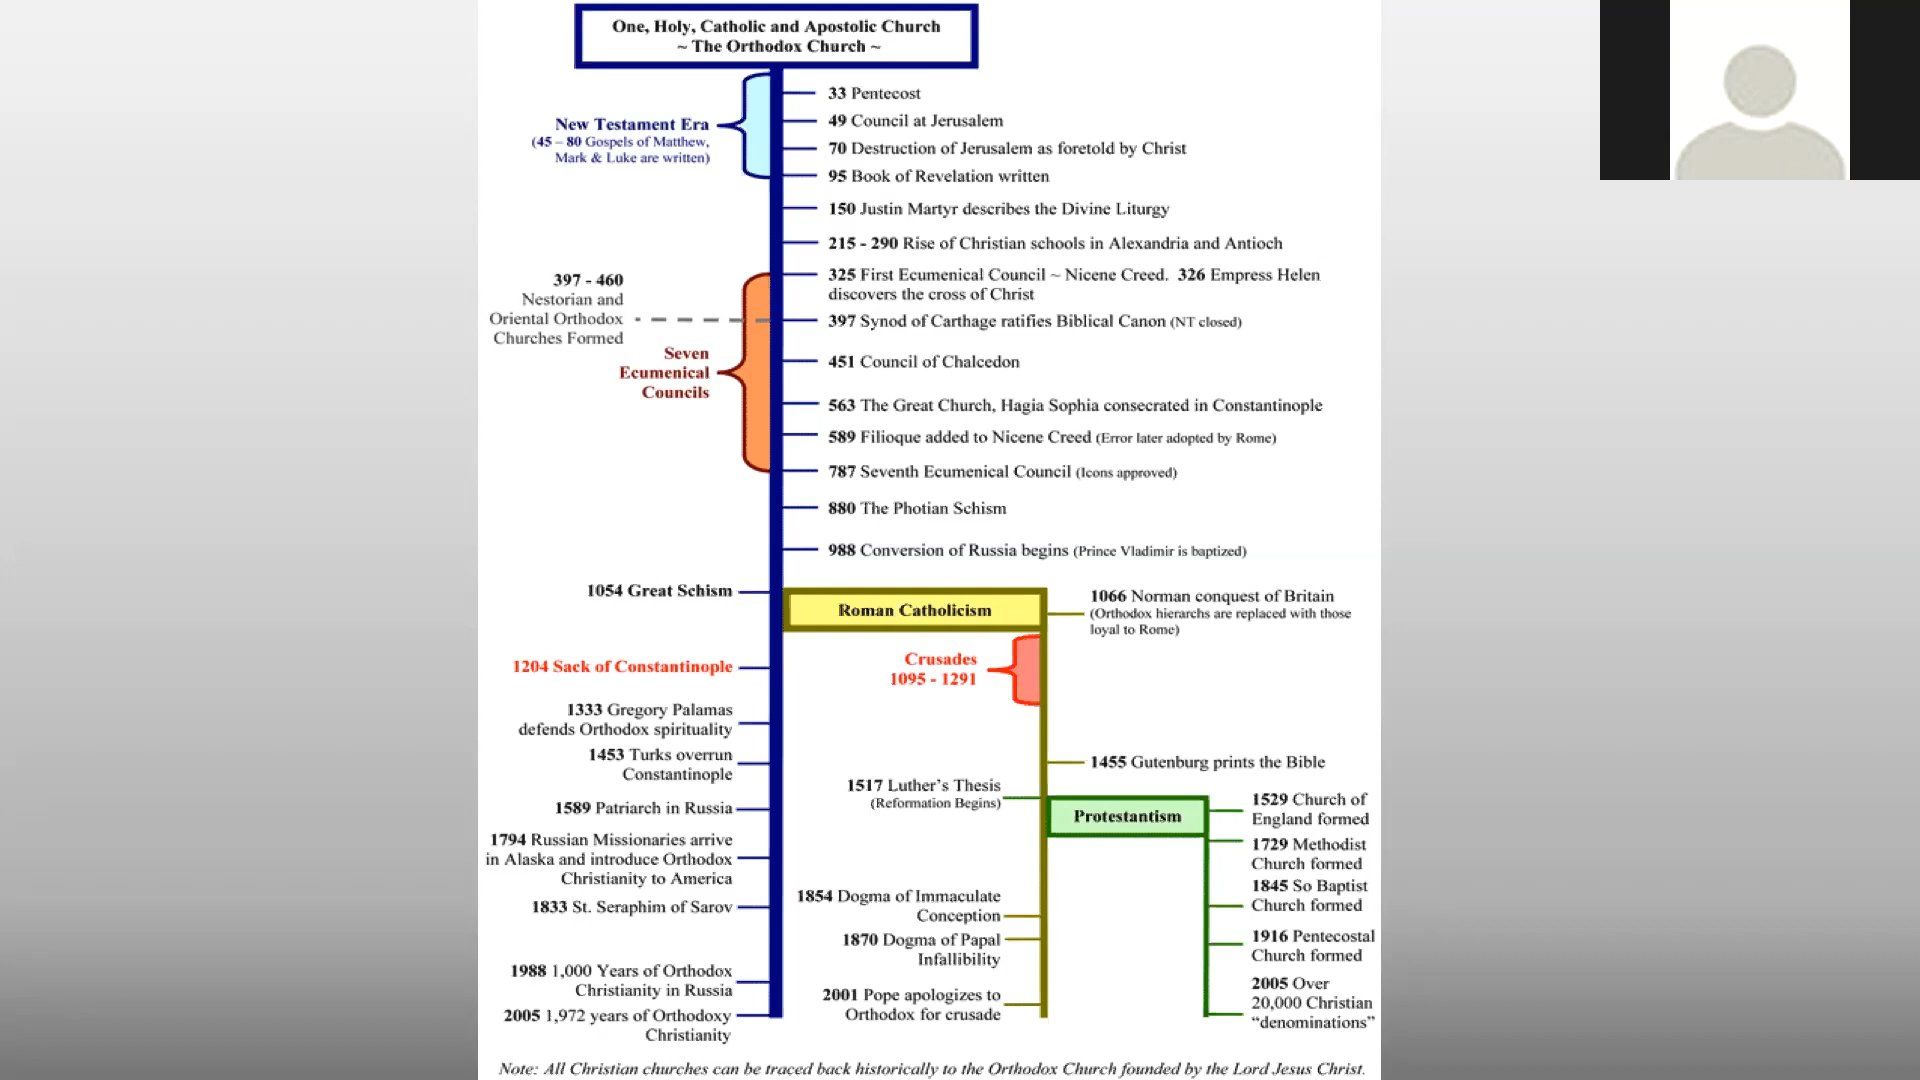 One, Holy, Catholic and Apostolic Church
~ The Orthodox Church ~
New Testament Era
(45 – 80 Gospels of Matthew,
Mark & Luke are written)
33 Pentecost
49 Council at Jerusalem
70 Destruction of Jerusalem as foretold by Christ
95 Book of Revelation written
150 Justin Martyr describes the Divine Liturgy
215 - 290 Rise of Christian schools in Alexandria and Antioch
397 - 460
Nestorian and
Oriental Orthodox
Churches Formed
Seven
Ecumenical
Councils
325 First Ecumenical Council ~ Nicene Creed. 326 Empress Helen
discovers the cross of Christ
397 Synod of Carthage ratifies Biblical Canon (NT closed)
451 Council of Chalcedon
563 The Great Church, Hagia Sophia consecrated in Constantinople
589 Filioque added to Nicene Creed (Error later adopted by Rome)
787 Seventh Ecumenical Council (Icons approved)
880 The Photian Schism
988 Conversion of Russia begins (Prince Vladimir is baptized)
1054 Great Schism
1204 Sack of Constantinople
1333 Gregory Palamas
defends Orthodox spirituality
1453 Turks overrun
Constantinople
1589 Patriarch in Russia
1794 Russian Missionaries arrive
in Alaska and introduce Orthodox
Christianity to America
1833 St. Seraphim of Sarov
1988 1,000 Years of Orthodox
Christianity in Russia
2005 1,972 years of Orthodoxy
Christianity
Roman Catholicism
1066 Norman conquest of Britain
(Orthodox hierarchs are replaced with those
loyal to Rome)
Crusades
1095 - 1291
1455 Gutenburg prints the Bible
1517 Luther's Thesis
(Reformation Begins)
1854 Dogma of Immaculate
Conception
1870 Dogma of Papal
Infallibility
2001 Pope apologizes to
Orthodox for crusade
Protestantism
1529 Church of
England formed
1729 Methodist
Church formed
1845 So Baptist
Church formed
1916 Pentecostal
Church formed
2005 Over
20,000 Christian
“denominations”
Note: All Christian churches can be traced back historically to the Orthodox Church founded by the Lord Jesus Christ.